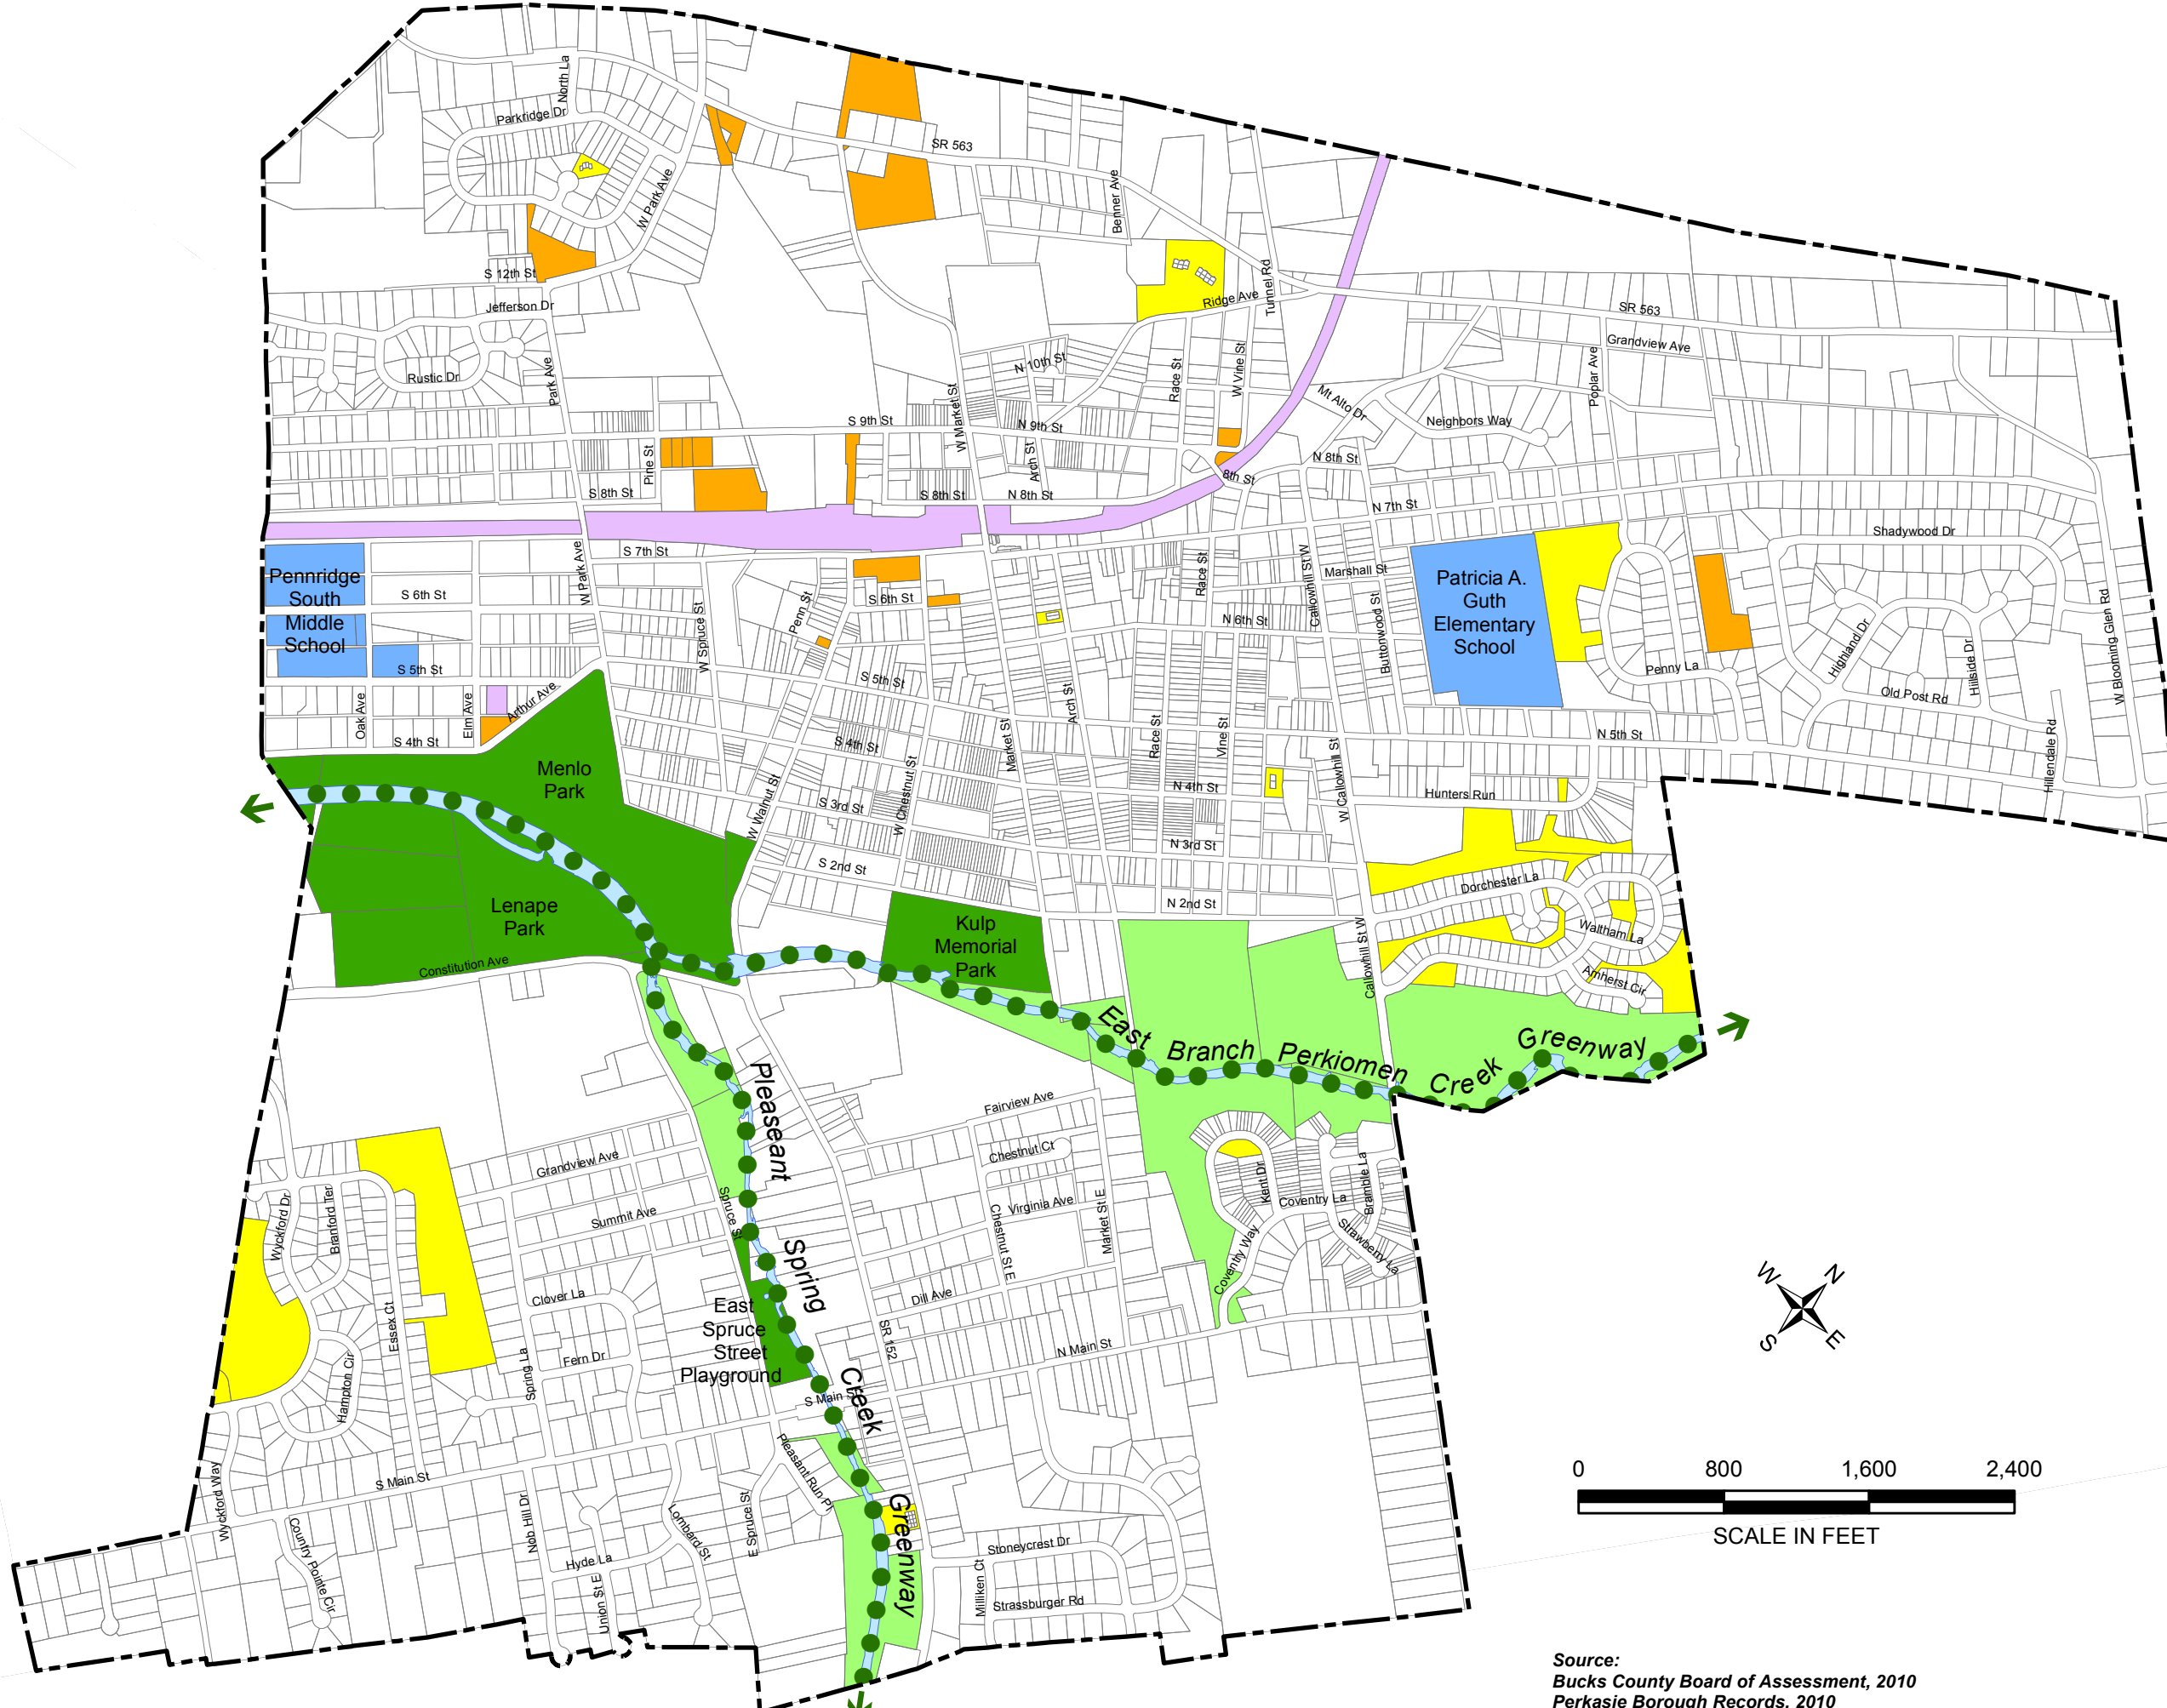 North La
Parkridge Dr
SR 563
W Park Ave
Benner Ave
S 12th St
Jefferson Dr
Ridge Ave
Tunnel Rd
SR 563
Grandview Ave
Rustic Dr
Park Ave
N 10th St
Race St
W Vine St
Poplar Ave
Mt Alto Dr
Neighbors Way
W Market St
S 9th St
N 9th St
Arch St
Pine St
N 8th St
8th St
S 8th St
S 8th St
N 8th St
N 7th St
Shadywood Dr
S 7th St
W Park Ave
Pennridge
South
Middle
School
S 6th St
S 6th St
Penn St
W Spruce St
Race St
Callowhill St W
Marshall St
Buttonwood St
N 6th St
Patricia A.
Guth
Elementary
School
W Blooming Glen Rd
Highland Dr
Hillside Dr
Penny La
Old Post Rd
S 5th St
S 5th St
Arthur Ave
Oak Ave
Elm Ave
S 4th St
S 4th St
Arch St
Market St
Race St
Vine St
N 5th St
Hillendale Rd
Menlo
Park
W Walnut St
S 3rd St
W Chestnut St
N 4th St
W Callowhill St
Hunters Run
N 3rd St
S 2nd St
Dorchester La
N 2nd St
Lenape
Park
Kulp
Memorial
Park
Waltham La
Callowhill St W
Amherst Cir
Constitution Ave
East Branch Perkiomen Creek Greenway
Pleaseant Spring Creek Greenway
Fairview Ave
Chestnut Ct
Grandview Ave
Virginia Ave
Chestnut St E
Market St E
Kent Dr
Coventry La
Bramble La
Strawberry La
Coventry Way
Wyckford Dr
Branford Ter
Spruce St
Summit Ave
Clover La
Dill Ave
East
Spruce
Street
Playground
SR 152
Essex Ct
Fern Dr
Spring La
Hampton Cir
N Main St
S Main St
S Main St
Pleasant Run Pl
W
N
S
E
Wyckford Way
Country Pointe Cir
Nob Hill Dr
Lombard St
E Spruce St
Hyde La
Union St E
Stoneycrest Dr
Milliken Ct
Strassburger Rd
0 800 1,600 2,400
SCALE IN FEET
Source:
Bucks County Board of Assessment, 2010
Perkasie Borough Records, 2010